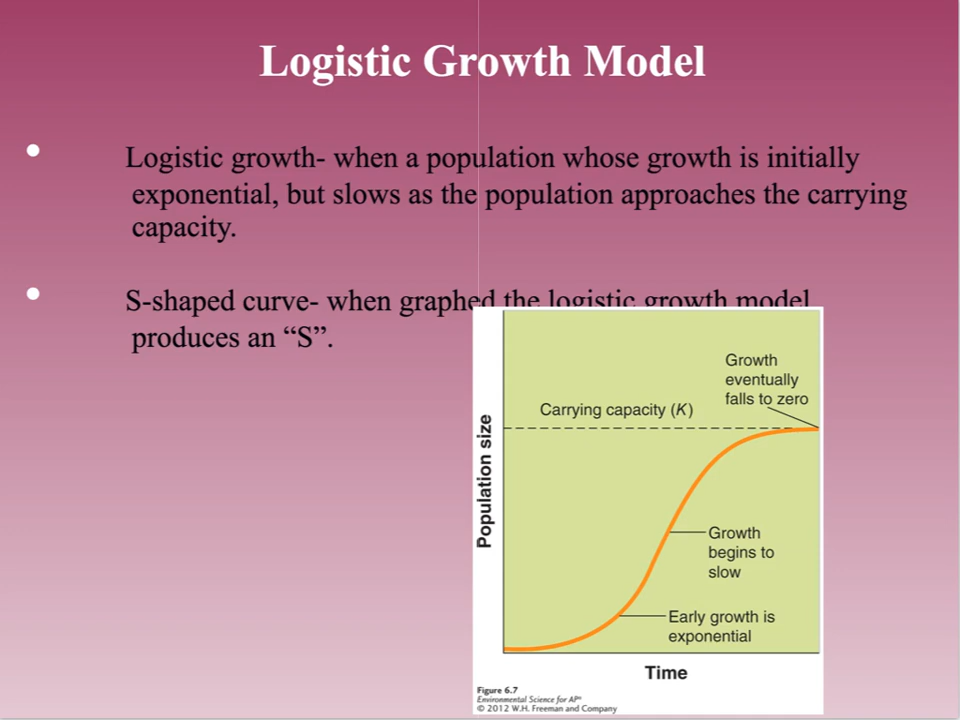 Logistic Growth Model
• Logistic growth- when a population whose growth is initially
exponential, but slows as the population approaches the carrying
capacity.
• S-shaped curve- when graphed the logistic growth model
produces an “S”.
Growth
eventually
falls to zero
Carrying capacity (K)
Population size
Growth
begins to
slow
Early growth is
exponential
Time
Figure 6.7
Environmental Science for AP®
© 2012 W.H. Freeman and Company